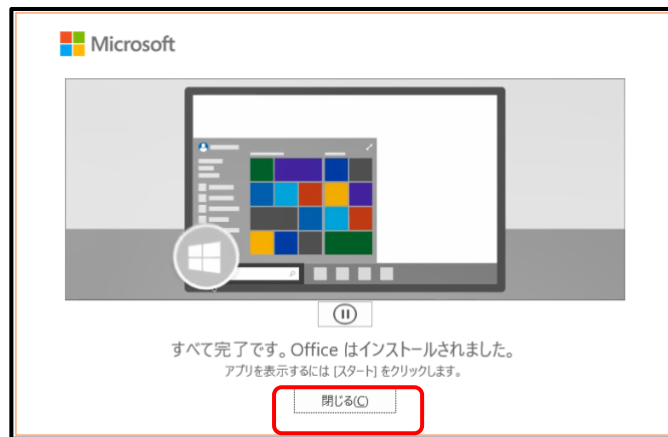 Microsoft
すべて完了です。Office はインストールされました。
アプリを表示するには [スタート] をクリックします。
閉じる(C)